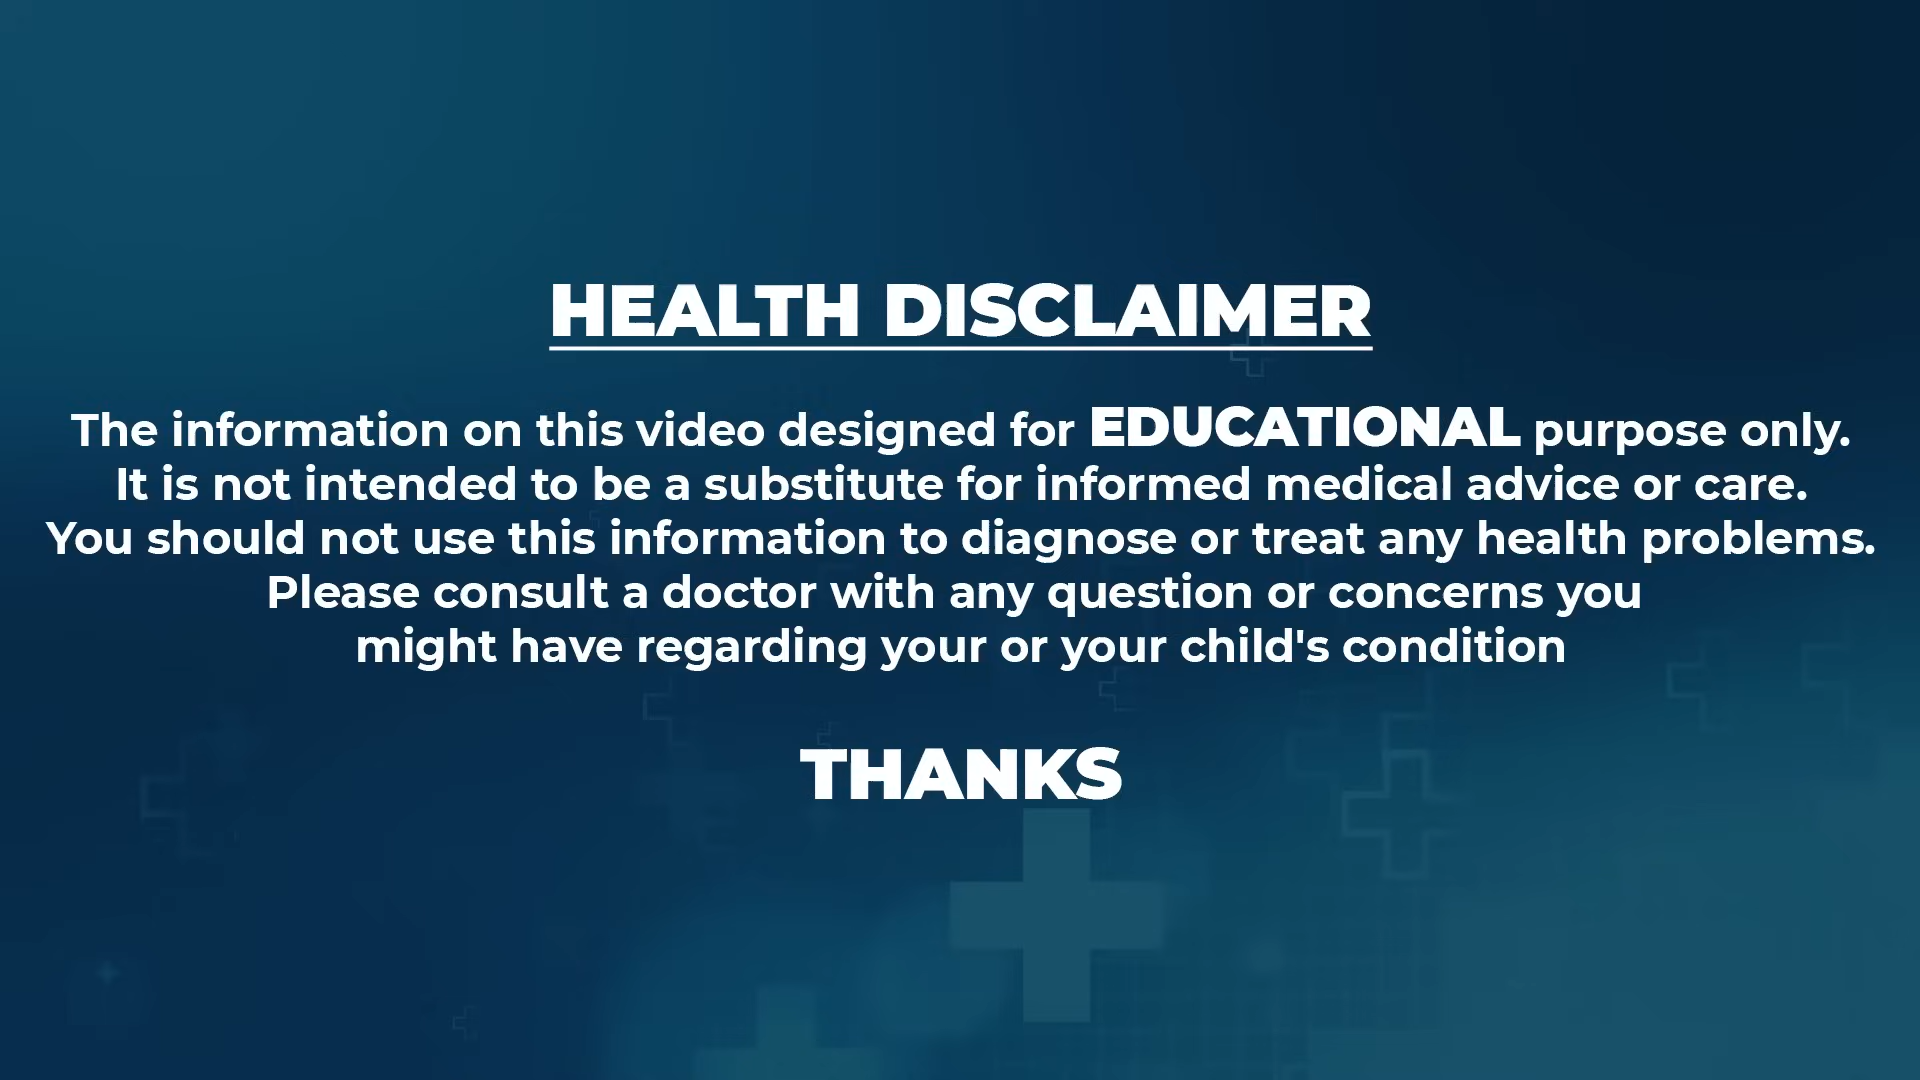 HEALTH DISCLAIMER
The information on this video designed for EDUCATIONAL purpose only.
It is not intended to be a substitute for informed medical advice or care.
You should not use this information to diagnose or treat any health problems.
Please consult a doctor with any question or concerns you
might have regarding your or your child's condition
THANKS